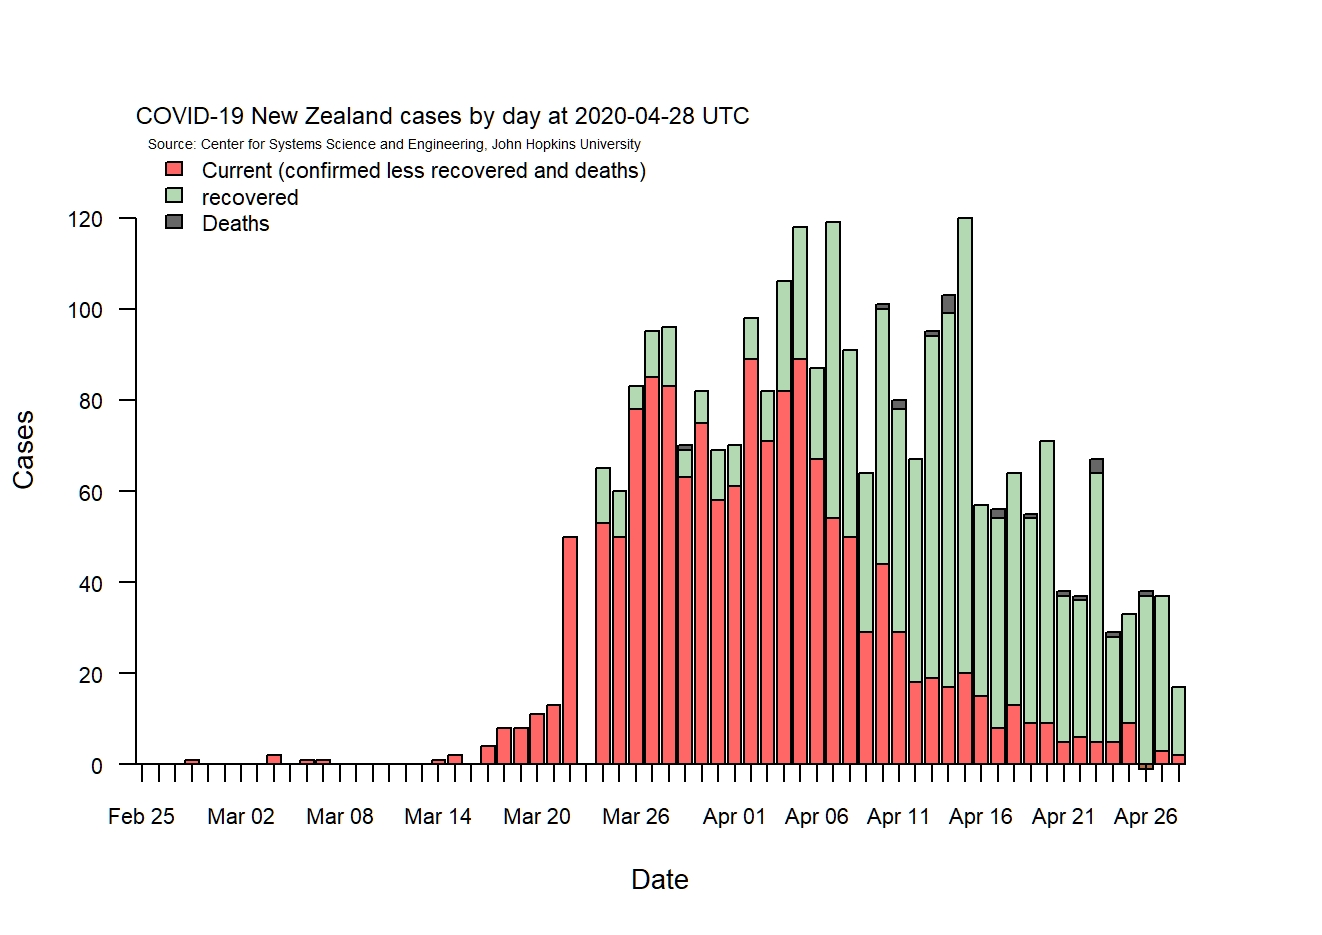 COVID-19 New Zealand cases by day at 2020-04-28 UTC
Source: Center for Systems Science and Engineering, John Hopkins University
Current (confirmed less recovered and deaths)
recovered
Deaths
120
100
80
60
40
20
0
Cases
Feb 25 Mar 02 Mar 08 Mar 14 Mar 20 Mar 26 Apr 01 Apr 06 Apr 11 Apr 16 Apr 21 Apr 26
Date